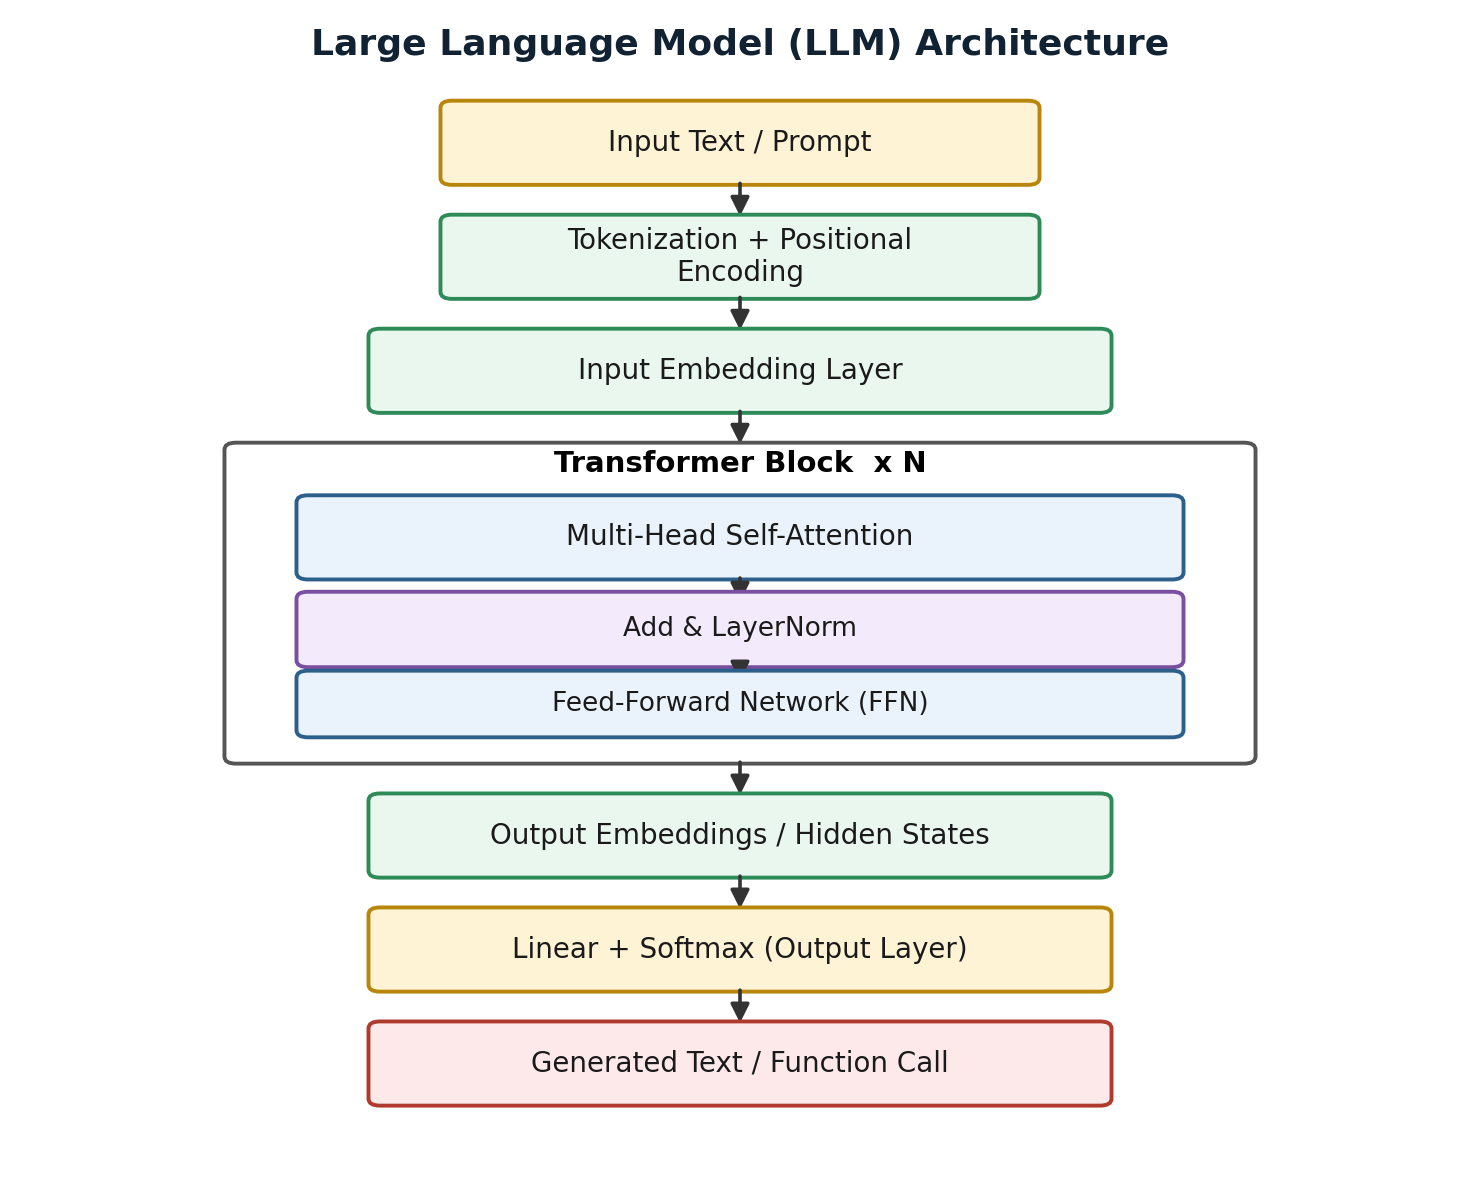 Large Language Model (LLM) Architecture
Input Text / Prompt
Tokenization + Positional
Encoding
Input Embedding Layer
Transformer Block  x N
Multi-Head Self-Attention
Add & LayerNorm
Feed-Forward Network (FFN)
Output Embeddings / Hidden States
Linear + Softmax (Output Layer)
Generated Text / Function Call